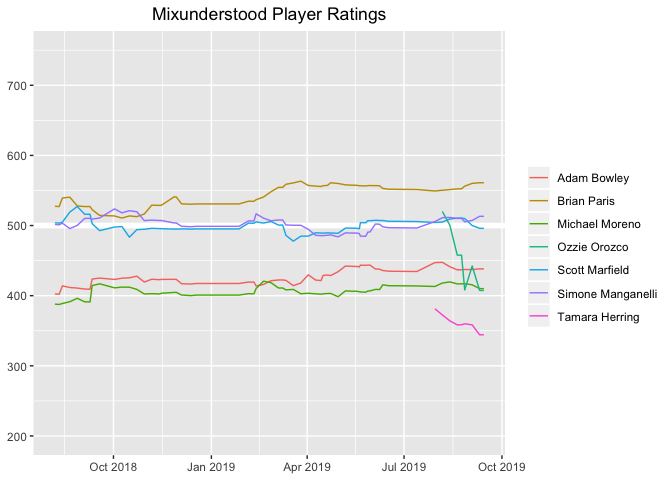 Mixunderstood Player Ratings
700
600
500
400
300
200
Oct 2018
Jan 2019
Apr 2019
Jul 2019
Oct 2019
Adam Bowley
Brian Paris
Michael Moreno
Ozzie Orozco
Scott Marfield
Simone Manganelli
Tamara Herring